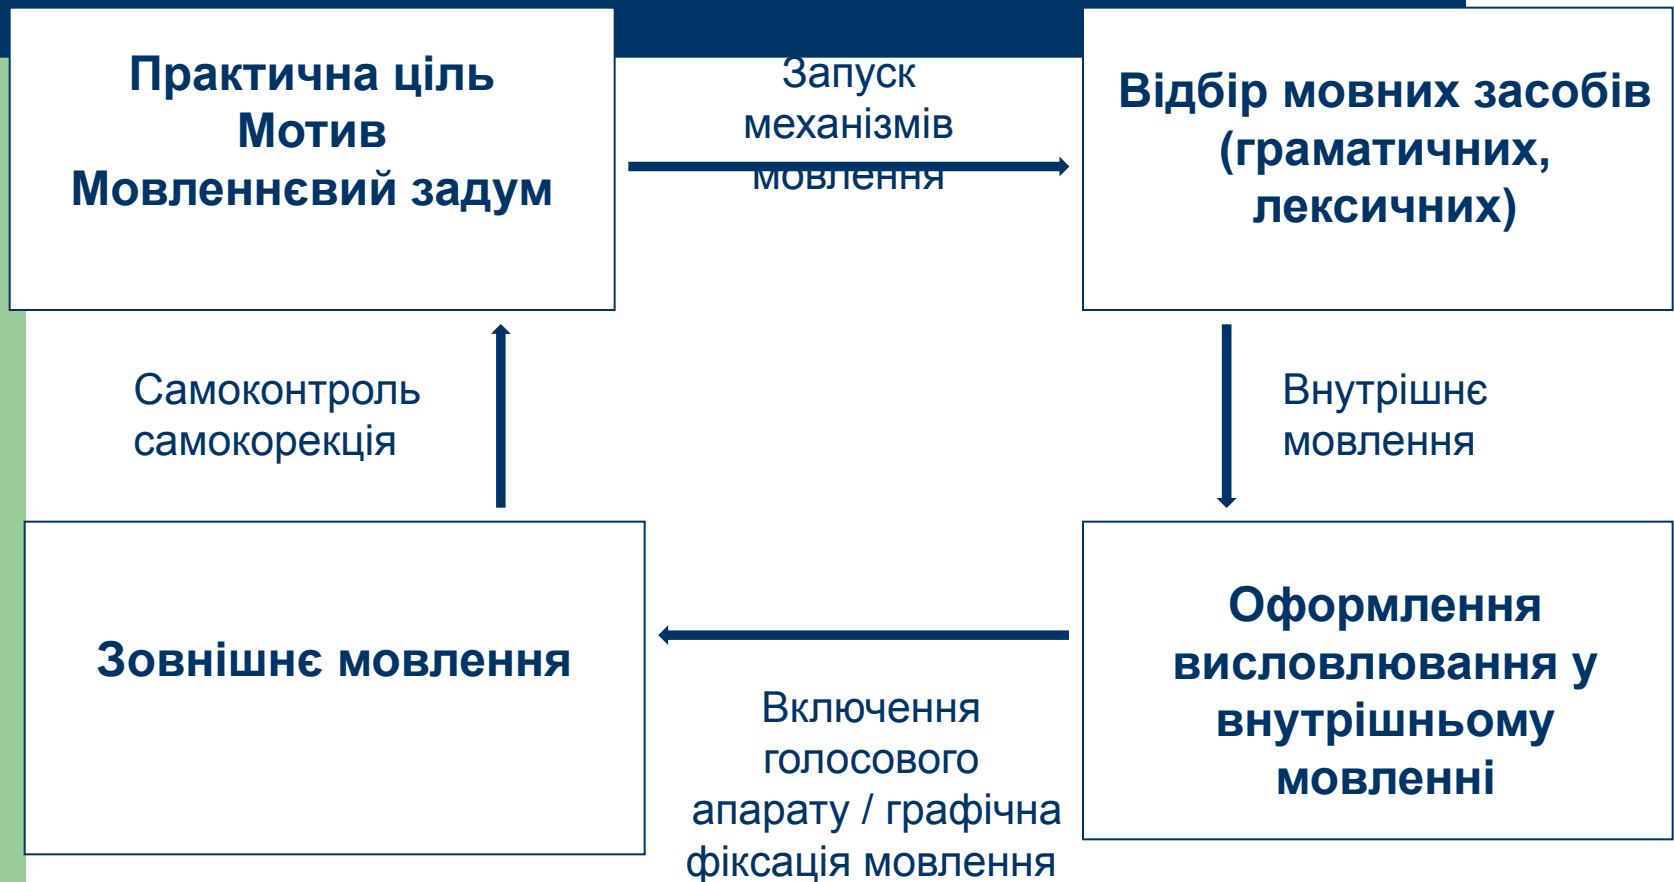 Практична ціль
Мотив
Мовленнєвий задум
Запуск
механізмів
мовлення
Відбір мовних засобів
(граматичних,
лексичних)
Самоконтроль
самокорекція
Внутрішнє
мовлення
Зовнішнє мовлення
Включення
голосового
апарату / графічна
фіксація мовлення
Оформлення
висловлювання у
внутрішньому
мовленні